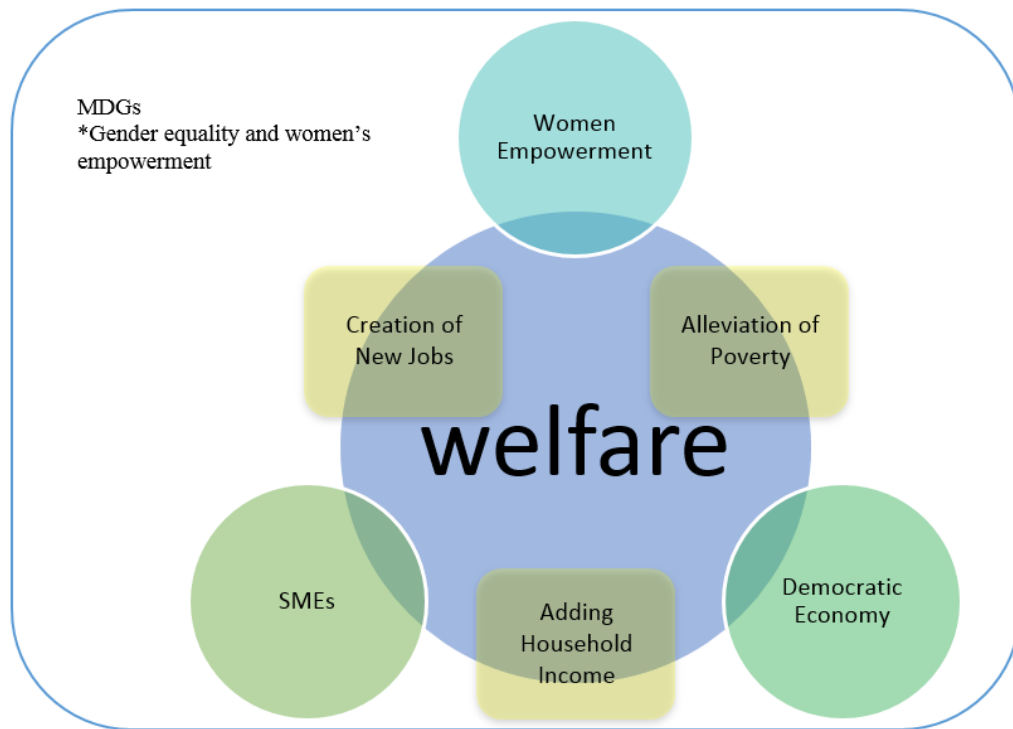 MDGs
*Gender equality and women’s
empowerment
Women
Empowerment
Creation of
New Jobs
Alleviation of
Poverty
welfare
SMEs
Adding
Household
Income
Democratic
Economy